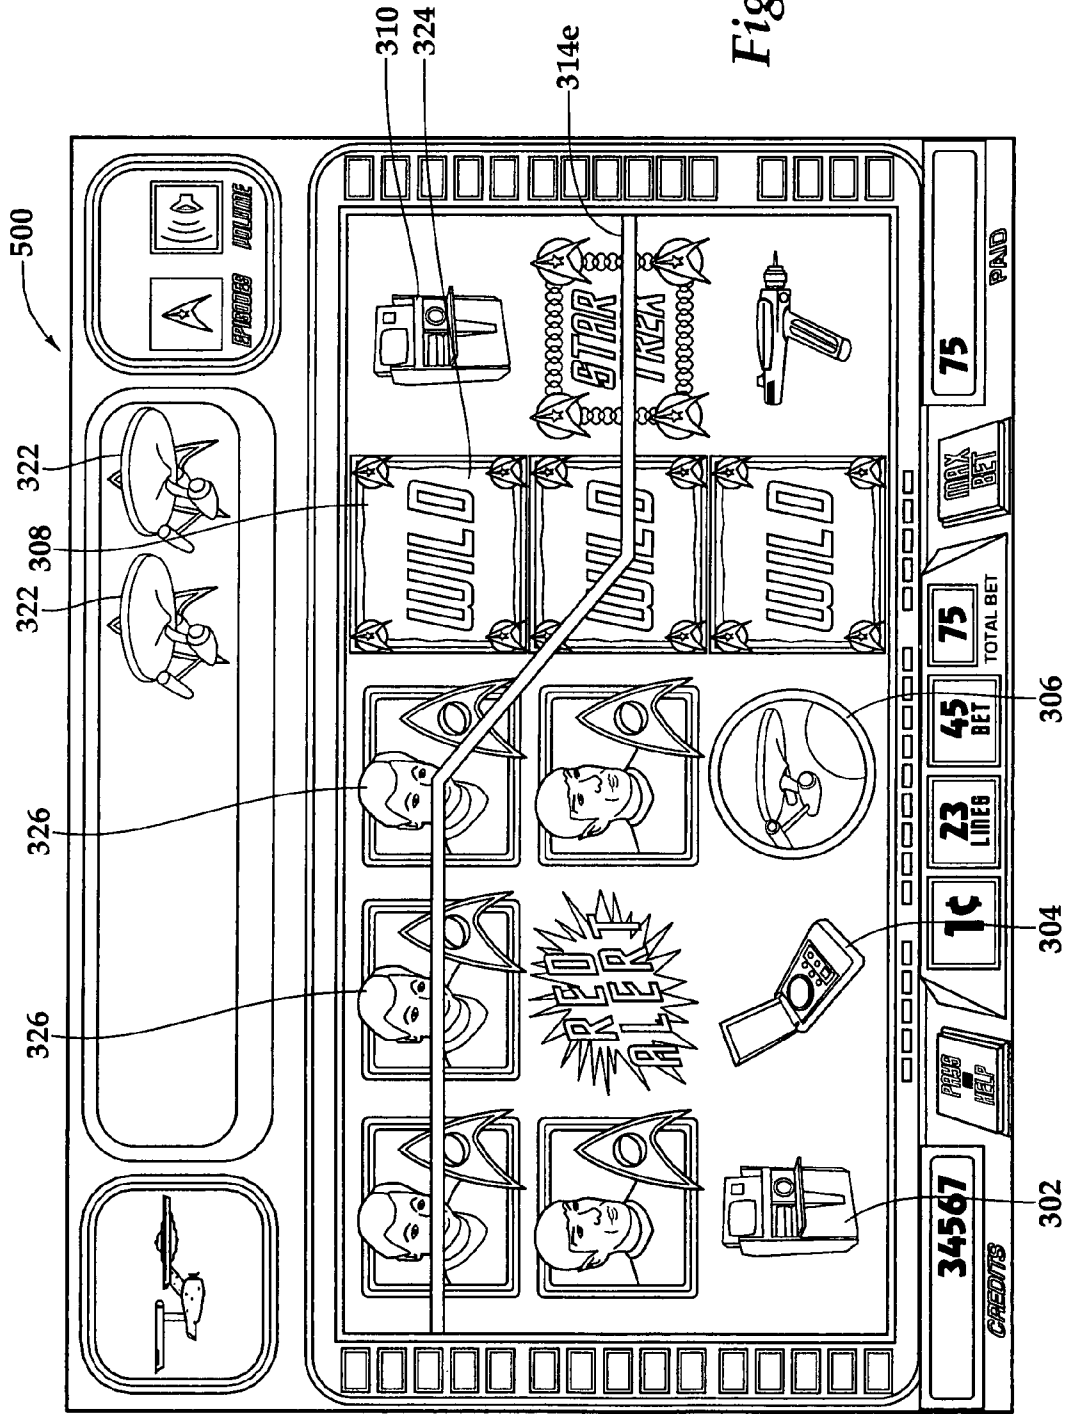 500
322
322
308
326
326
EPISODES
VOLUME
310
324
314e
WILD
RED
ALERT
WILD
STAR
TREK
WILD
Fig
34567
CREDITS
PAYS
HELP
1¢
23
LINES
45
BET
75
TOTAL BET
MAX
BET
75
PAID
302
304
306